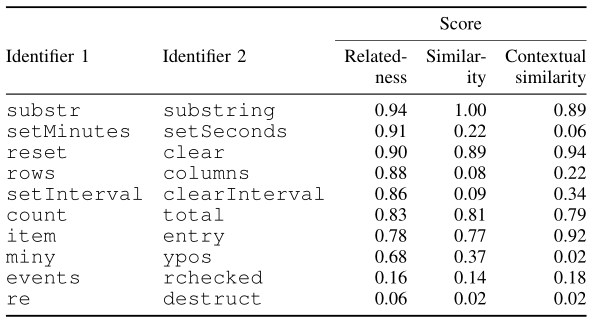 Score
Identifier 1 Identifier 2 Related- Similar- Contextual
ness ity similarity
substr substring 0.94 1.00 0.89
setMinutes setSeconds 0.91 0.22 0.06
reset clear 0.90 0.89 0.94
rows columns 0.88 0.08 0.22
setInterval clearInterval 0.86 0.09 0.34
count total 0.83 0.81 0.79
item entry 0.78 0.77 0.92
miny ypos 0.68 0.37 0.02
events rchecked 0.16 0.14 0.18
re destruct 0.06 0.02 0.02